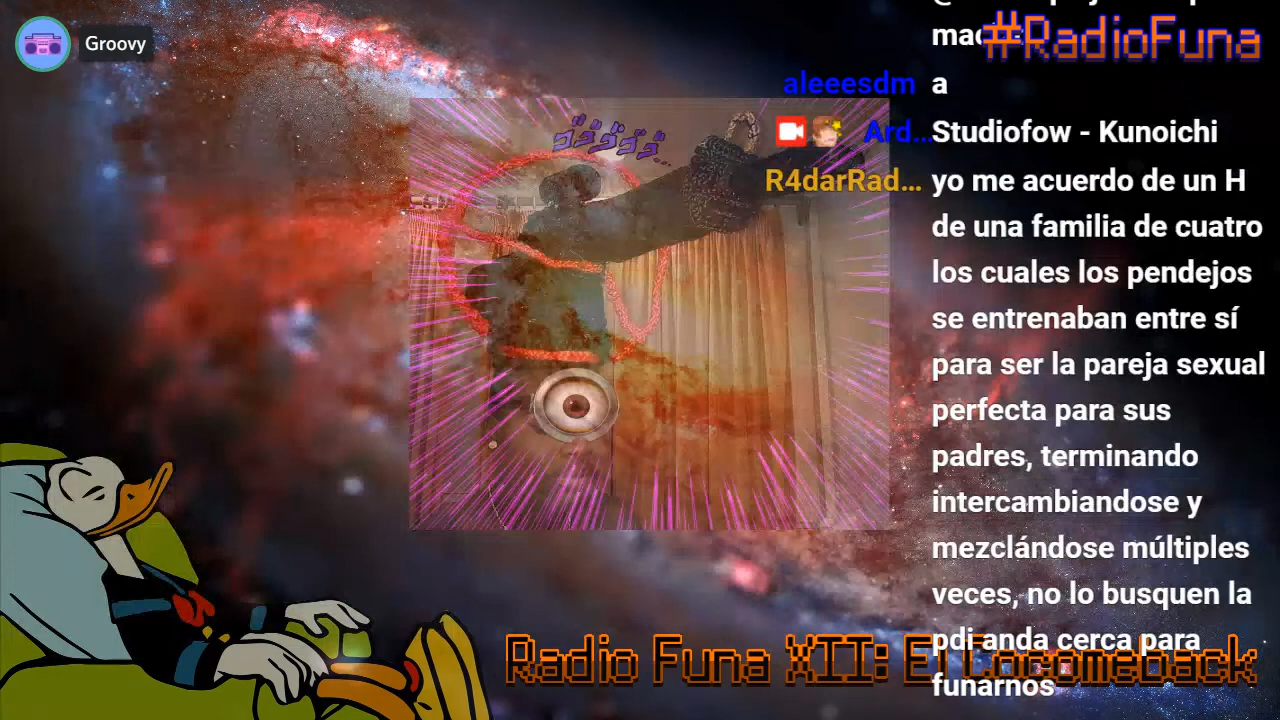 Groovy
#RadioFuna
aleeesdm a
Ard... Studiofow - Kunoichi
R4darRad... yo me acuerdo de un H
de una familia de cuatro
los cuales los pendejos
se entrenaban entre sí
para ser la pareja sexual
perfecta para sus
padres, terminando
intercambiandose y
mezclándose múltiples
veces, no lo busquen la
pdi anda cerca para
funarnos
Radio Funa XII: El Locomeback